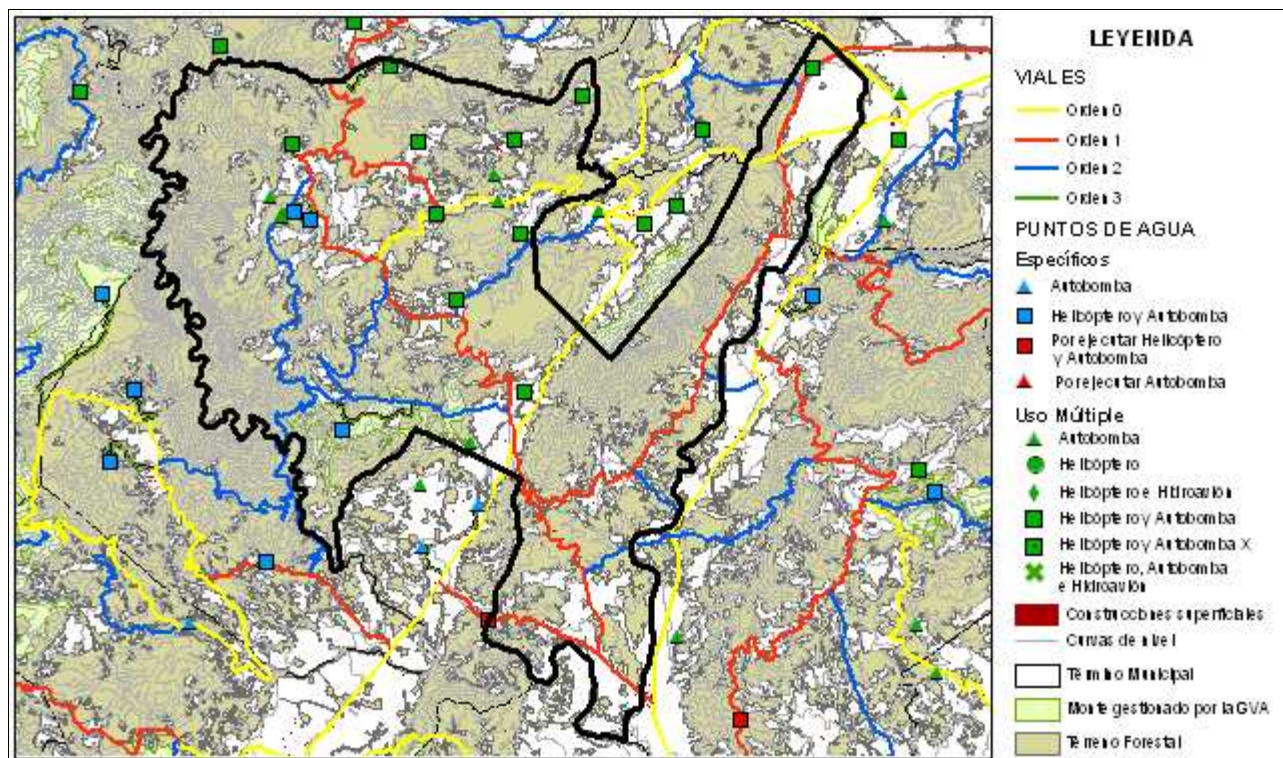 LEYENDA
VIALES
Orden 0
Orden 1
Orden 2
Orden 3
PUNTOS DE AGUA
Específicos
Autobomba
Helicóptero y Autobomba
Por ejecutar Helicóptero
y Autobomba
Por ejecutar Autobomba
Uso Múltiple
Autobomba
Helicóptero
Helicóptero e Hidroavión
Helicóptero y Autobomba
Helicóptero y Autobomba X
Helicóptero, Autobomba
e Hidroavión
Construcciones superficiales
Curvas de nivel
Término Municipal
Monte gestionado por la GVA
Terreno Forestal